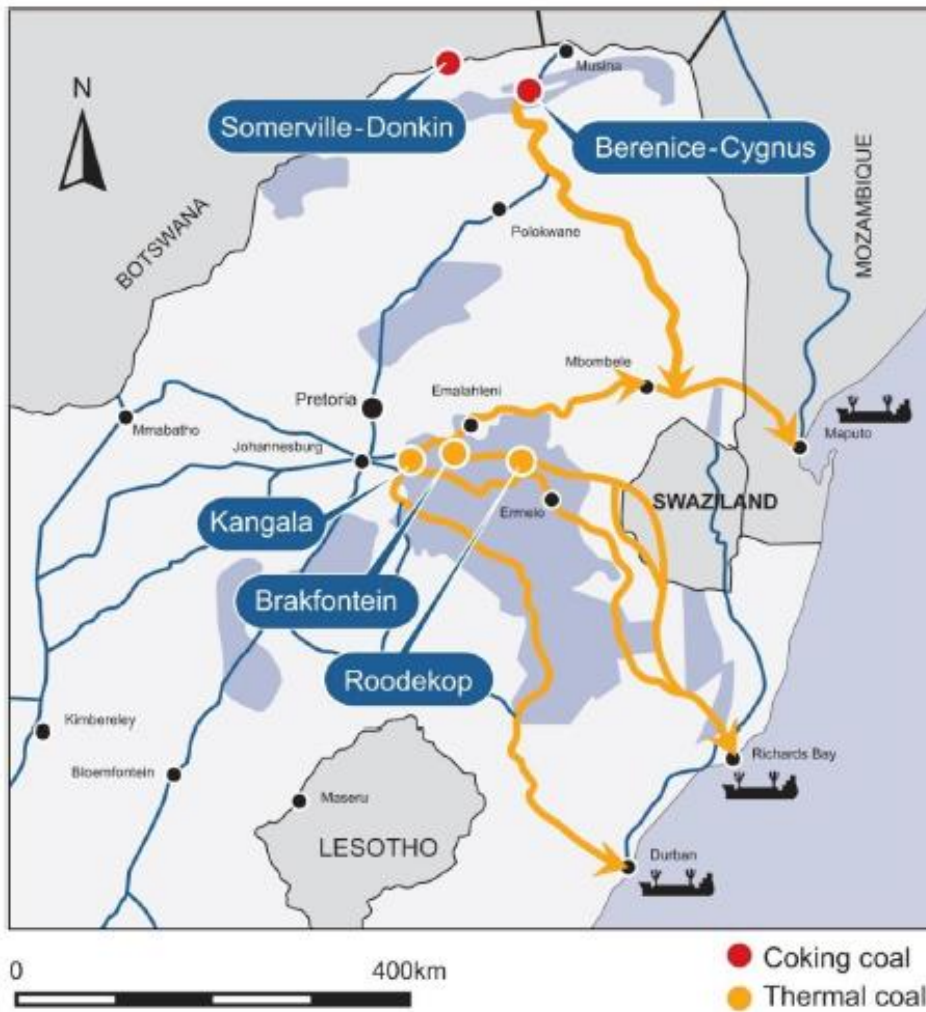 Musina
N
Somerville-Donkin
Berenice-Cygnus
MOZAMBIQUE
BOTSWANA
Polokwane
Mbombele
Emalahleni
Pretoria
Mmabatho
Johannesburg
Maputo
SWAZILAND
Ermelo
Kangala
Brakfontein
Roodekop
Kimbereley
Richards Bay
Bloemfontein
Maseru
LESOTHO
Durban
0
400km
Coking coal
Thermal coal